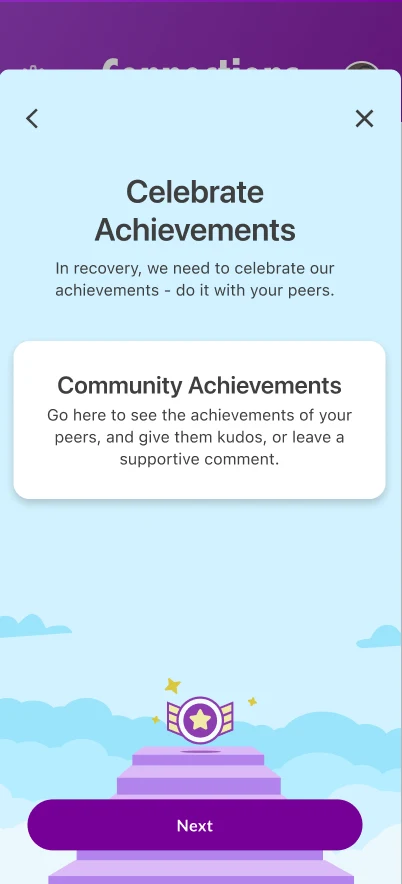 Connections
Celebrate
Achievements
In recovery, we need to celebrate our
achievements - do it with your peers.
Community Achievements
Go here to see the achievements of your
peers, and give them kudos, or leave a
supportive comment.
Next